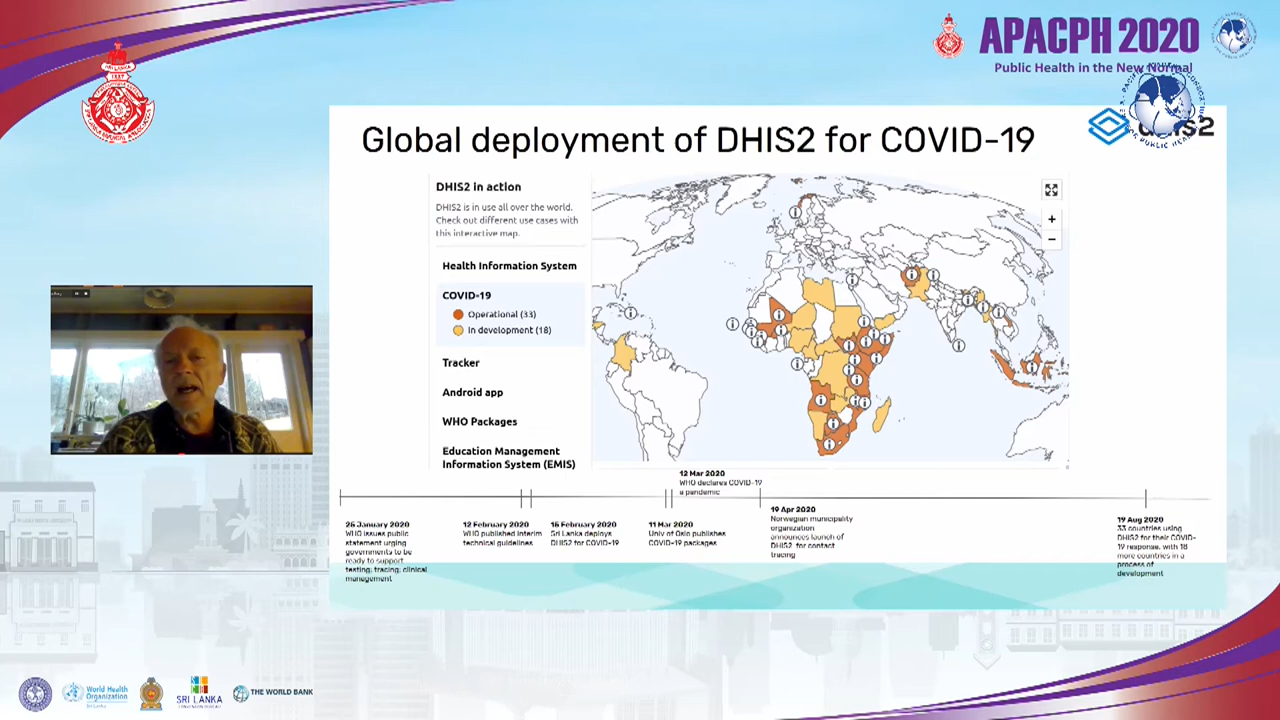 APACPH 2020
Public Health in the New Normal
SRI LANKA
Global deployment of DHIS2 for COVID-19
DHIS2 in action
DHIS2 is in use all over the world.
Check out different use cases with
this interactive map.
Health Information System
COVID-19
Operational (33)
In development (18)
Tracker
Android app
WHO Packages
Education Management
Information System (EMIS)
+
−
12 Mar 2020
WHO declares COVID-19
a pandemic
25 January 2020
WHO issues public
statement urging
governments to be
ready to support
testing, tracing, clinical
management
12 February 2020
WHO published interim
technical guidelines
15 February 2020
Sri Lanka deploys
DHIS2 for COVID-19
11 Mar 2020
Univ of Oslo publishes
COVID-19 packages
19 Apr 2020
Norwegian municipality
organization
announces launch of
DHIS2 for contact
tracing
19 Aug 2020
33 countries using
DHIS2 for their COVID-
19 response, with 18
more countries in a
process of
development
World Health
Organization
Sri Lanka
SRI LANKA
THE WORLD BANK